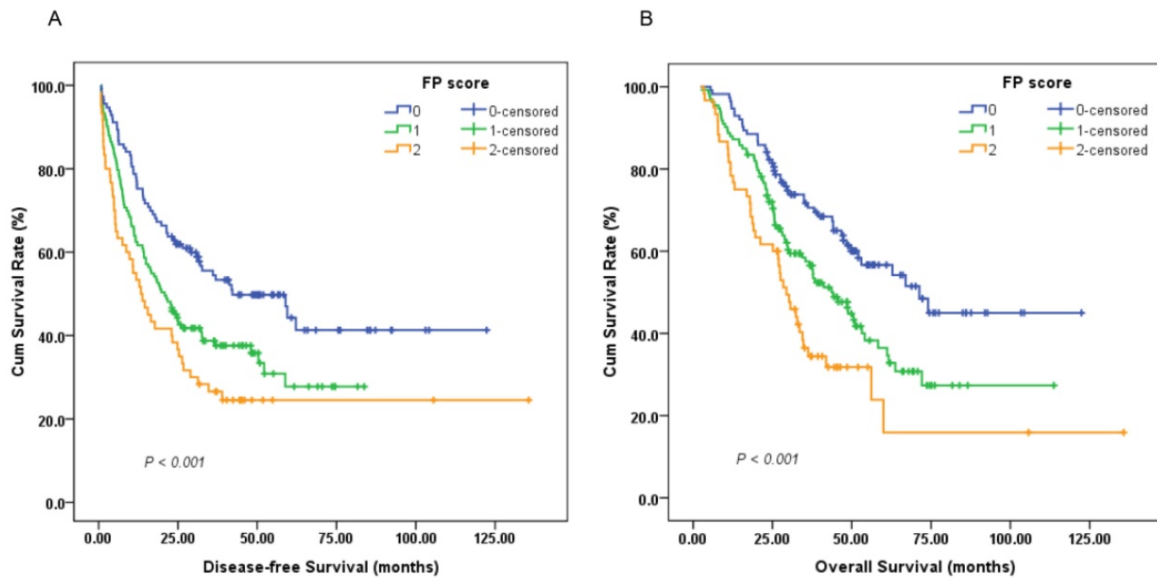 A
FP score
0 0-censored
1 1-censored
2 2-censored
Cum Survival Rate (%)
100.0
80.0
60.0
40.0
20.0
0.0
P < 0.001
0.00 25.00 50.00 75.00 100.00 125.00
Disease-free Survival (months)
B
FP score
0 0-censored
1 1-censored
2 2-censored
Cum Survival Rate (%)
100.0
80.0
60.0
40.0
20.0
0.0
P < 0.001
0.00 25.00 50.00 75.00 100.00 125.00
Overall Survival (months)